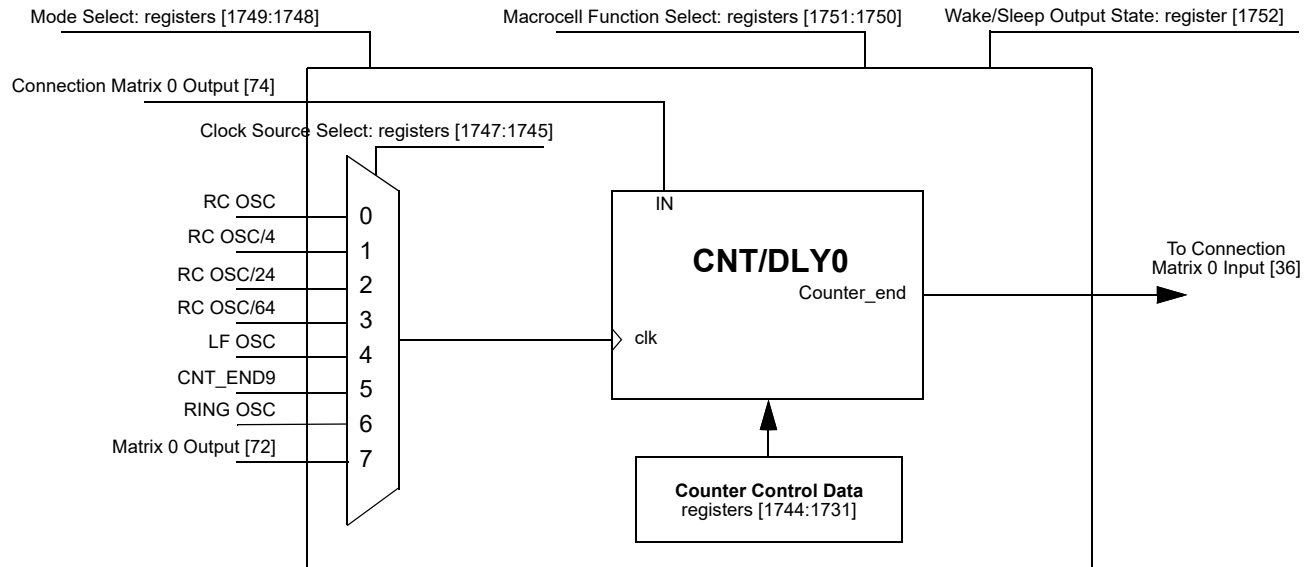 Mode Select: registers [1749:1748]
Macrocell Function Select: registers [1751:1750]
Wake/Sleep Output State: register [1752]
Connection Matrix 0 Output [74]
Clock Source Select: registers [1747:1745]
RC OSC
0
RC OSC/4
1
RC OSC/24
2
RC OSC/64
3
LF OSC
4
CNT_END9
5
RING OSC
6
Matrix 0 Output [72]
7
IN
CNT/DLY0
Counter_end
clk
To Connection
Matrix 0 Input [36]
Counter Control Data
registers [1744:1731]